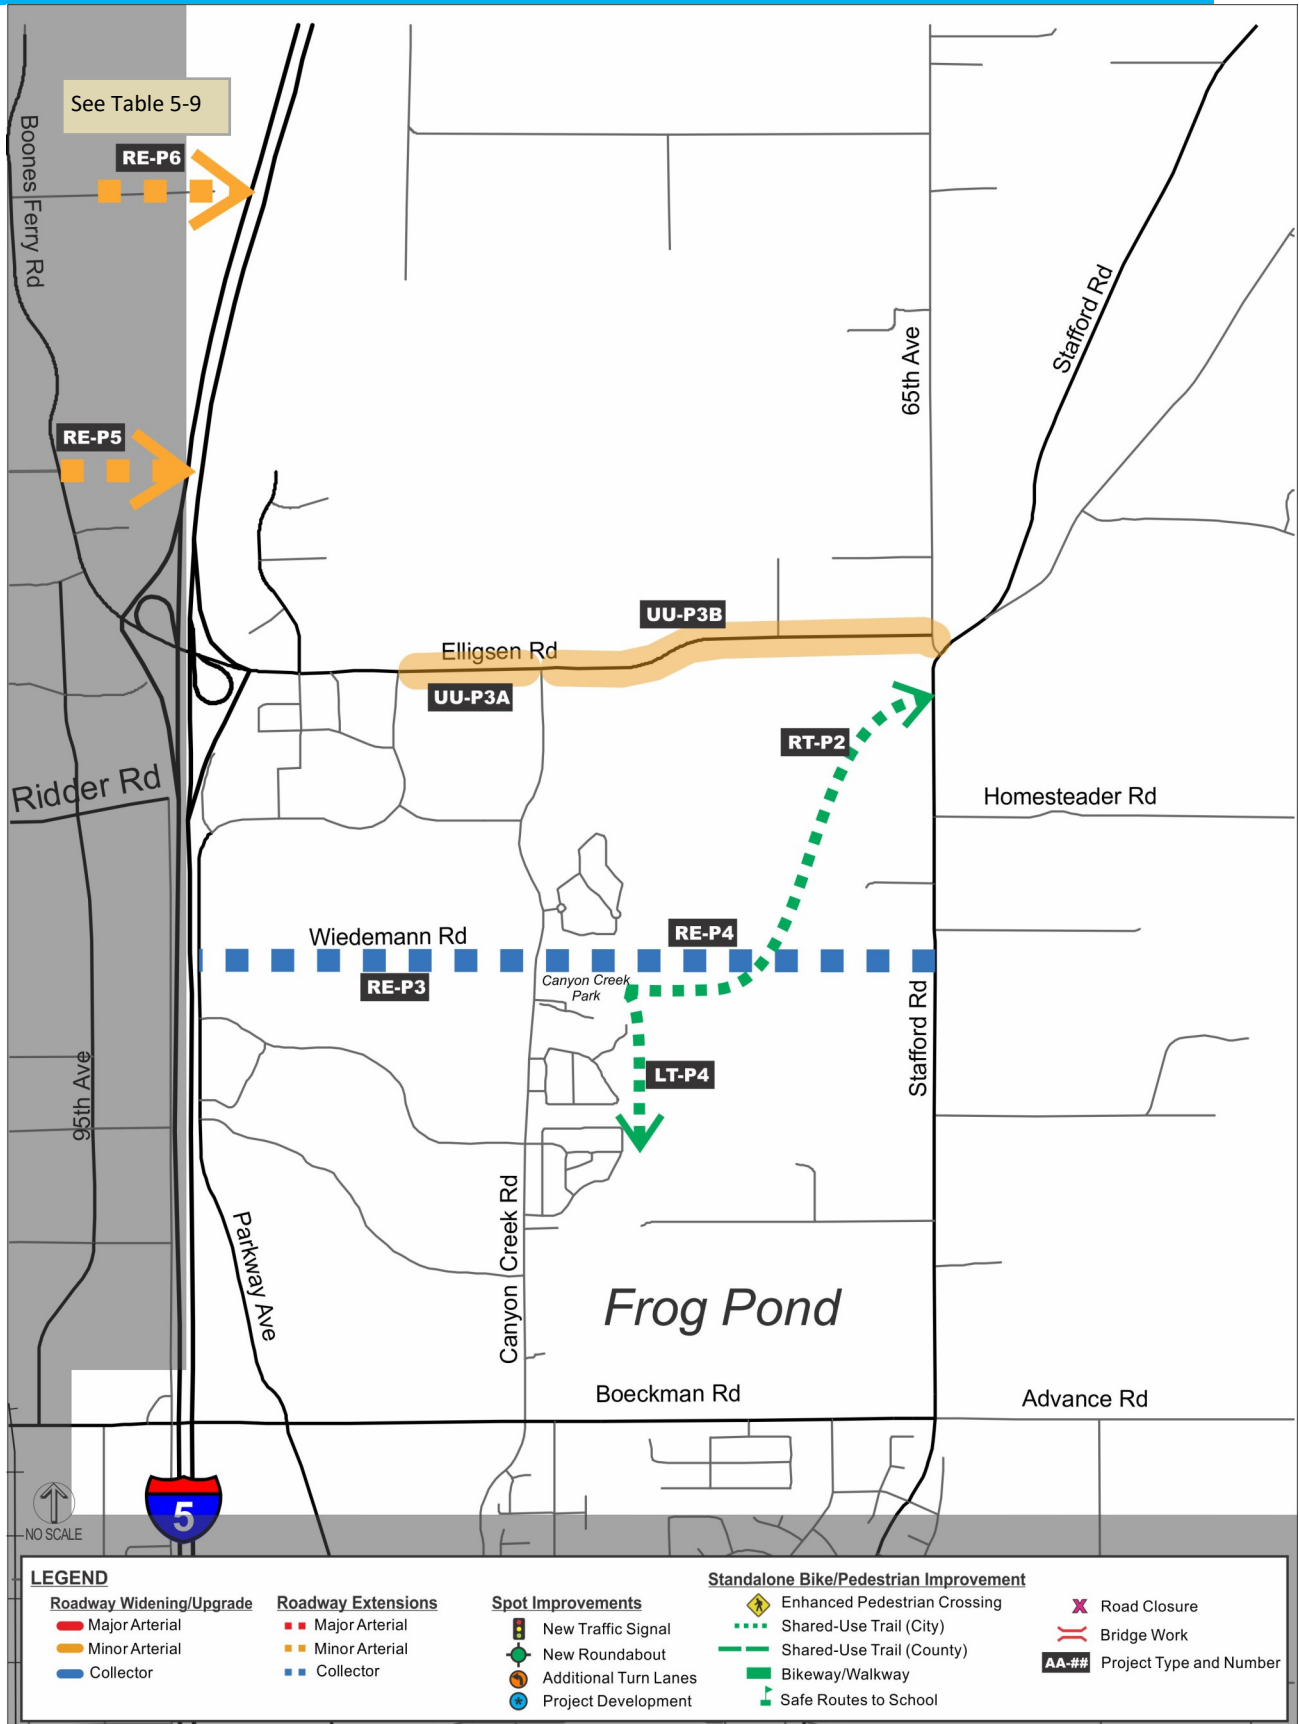 See Table 5-9
Boones Ferry Rd
RE-P6
Stafford Rd
65th Ave
RE-P5
UU-P3B
Elligsen Rd
UU-P3A
RT-P2
Ridder Rd
Homesteader Rd
Wiedemann Rd
RE-P4
RE-P3
Canyon Creek
Park
Stafford Rd
LT-P4
95th Ave
Parkway Ave
Canyon Creek Rd
Frog Pond
Boeckman Rd
Advance Rd
5
NO SCALE
LEGEND
Roadway Widening/Upgrade
Major Arterial
Minor Arterial
Collector
Roadway Extensions
Major Arterial
Minor Arterial
Collector
Spot Improvements
New Traffic Signal
New Roundabout
Additional Turn Lanes
Project Development
Standalone Bike/Pedestrian Improvement
Enhanced Pedestrian Crossing
Shared-Use Trail (City)
Shared-Use Trail (County)
Bikeway/Walkway
Safe Routes to School
X Road Closure
Bridge Work
AA-## Project Type and Number